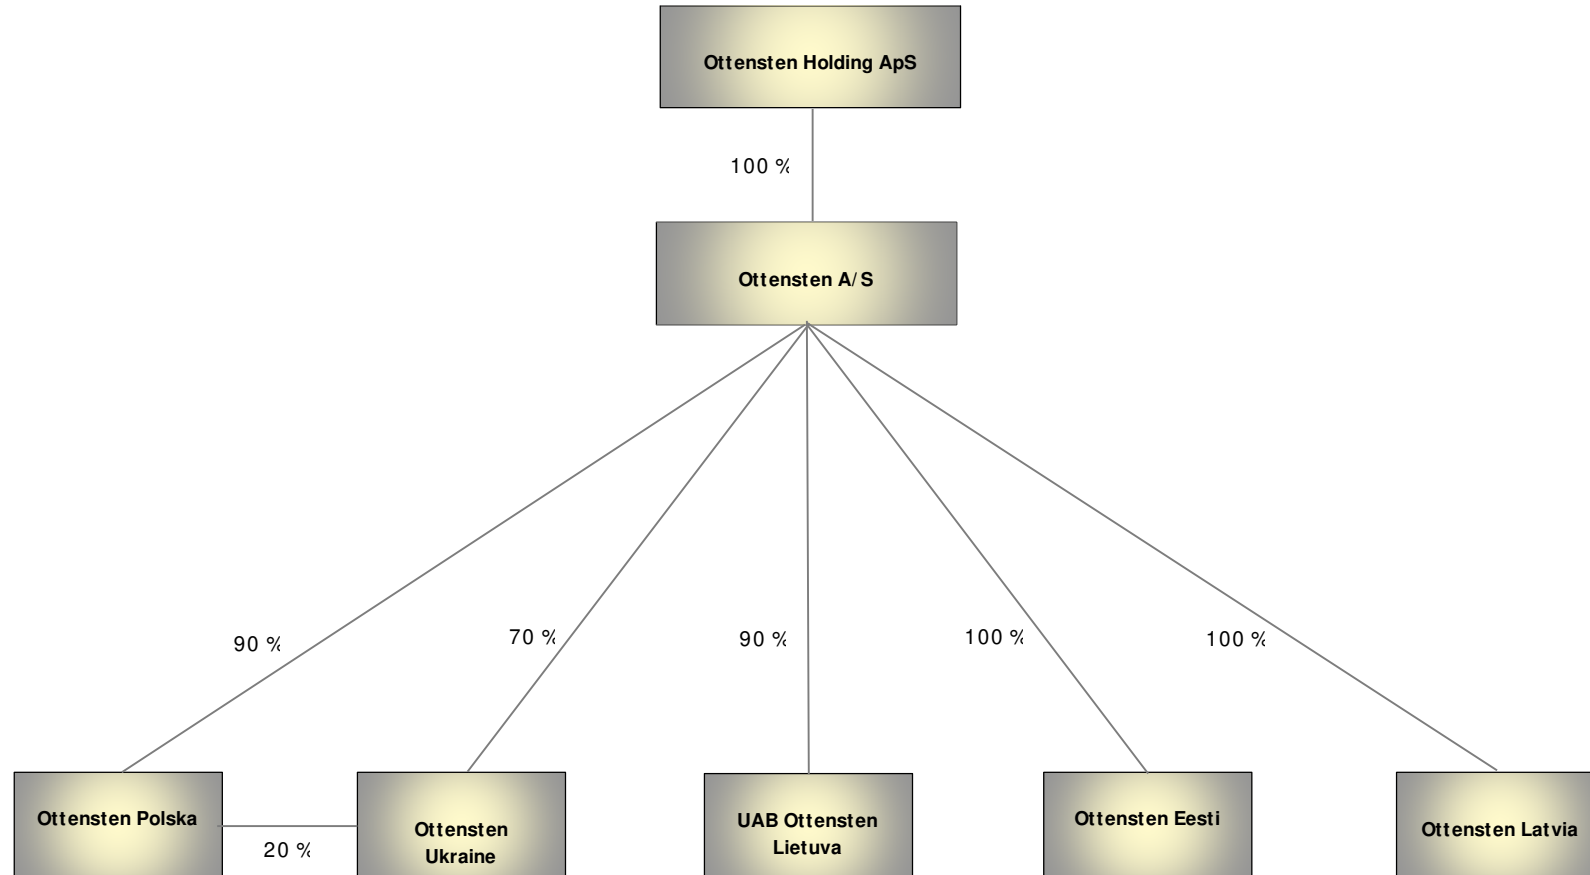 Ottensten Holding ApS
100 %
Ottensten A/S
90 %
70 %
90 %
100 %
100 %
Ottensten Polska
20 %
Ottensten
Ukraine
UAB Ottensten
Lietuva
Ottensten Eesti
Ottensten Latvia